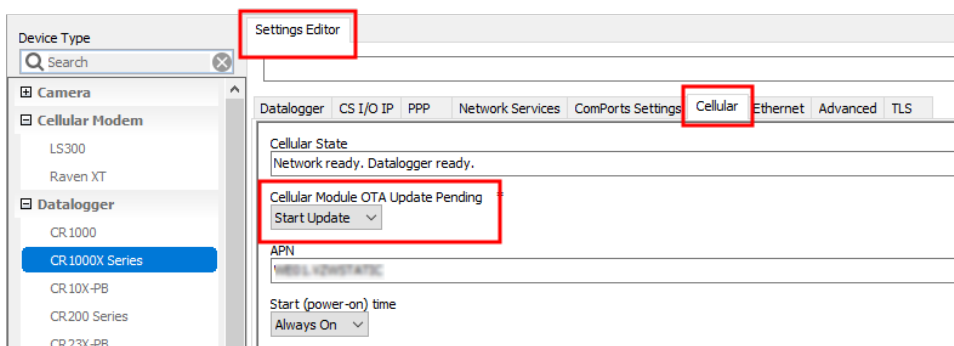 Device Type
Search
Camera
Cellular Modem
LS300
Raven XT
Datalogger
CR1000
CR1000X Series
CR10X-PB
CR200 Series
CR23X-PB
Settings Editor
Datalogger CS I/O IP PPP Network Services ComPorts Settings Cellular Ethernet Advanced TLS
Cellular State
Network ready. Datalogger ready.
Cellular Module OTA Update Pending *
Start Update
APN
Start (power-on) time
Always On